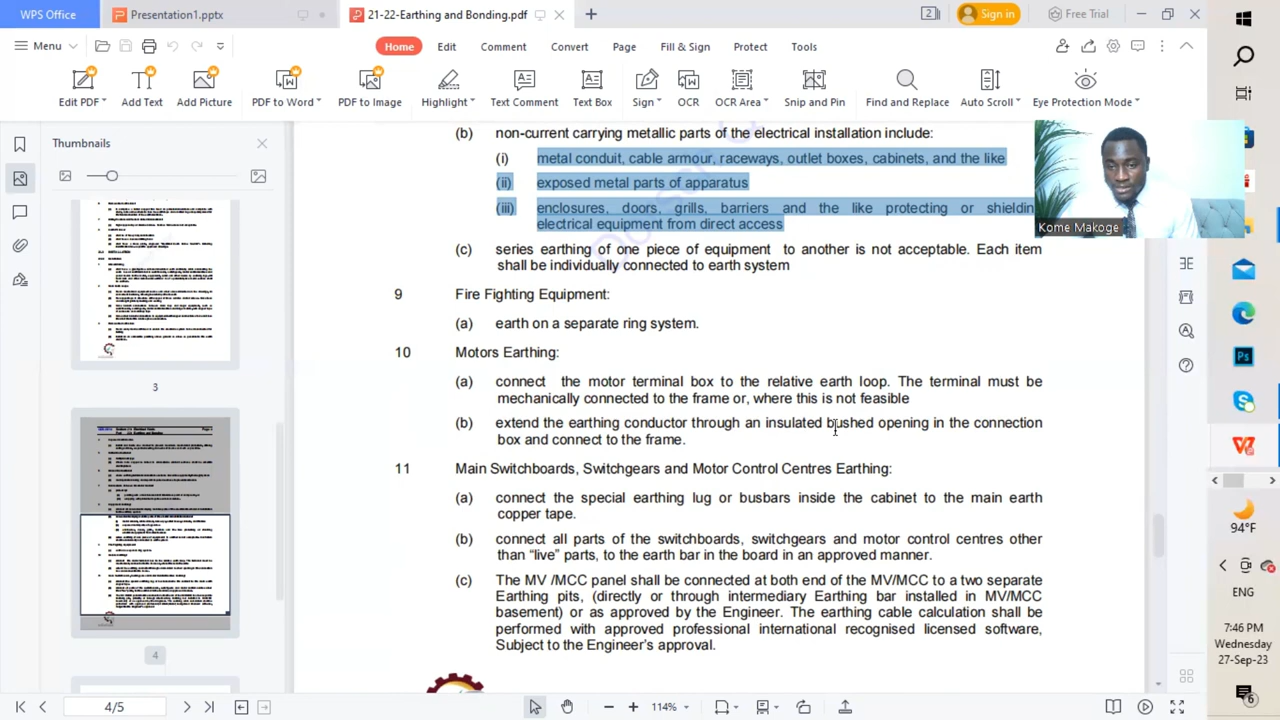 WPS Office
Presentation1.pptx
21-22-Earthing and Bonding.pdf
Sign in
Free Trial
Menu
Home Edit Comment Convert Page Fill & Sign Protect Tools
Edit PDF Add Text Add Picture PDF to Word PDF to Image Highlight Text Comment Text Box Sign OCR OCR Area Snip and Pin Find and Replace Auto Scroll Eye Protection Mode
Thumbnails
3
4
(b) non-current carrying metallic parts of the electrical installation include:
(i) metal conduit, cable armour, raceways, outlet boxes, cabinets, and the like
(ii) exposed metal parts of apparatus
(iii) enclosures, doors, grills, barriers and the like protecting or shielding
electrical equipment from direct access
(c) series earthing of one piece of equipment to another is not acceptable. Each item
shall be individually connected to earth system
9 Fire Fighting Equipment:
(a) earth on a separate ring system.
10 Motors Earthing:
(a) connect the motor terminal box to the relative earth loop. The terminal must be
mechanically connected to the frame or, where this is not feasible
(b) extend the earthing conductor through an insulated bushed opening in the connection
box and connect to the frame.
11 Main Switchboards, Switchgears and Motor Control Centres Earthing:
(a) connect the special earthing lug or busbars inside the cabinet to the main earth
copper tape.
(b) connect all parts of the switchboards, switchgears and motor control centres other
than "live" parts, to the earth bar in the board in an approved manner.
(c) The MV /MCC panel shall be connected at both ends the MV/MCC to a two separate
Earthing pits (directly or through intermediary Earthing bar installed in MV/MCC
basement) or as approved by the Engineer. The earthing cable calculation shall be
performed with approved professional international recognised licensed software,
Subject to the Engineer's approval.
Kome Makoge
Ps
94°F
ENG
7:46 PM
27-Sep-23
6
4/5
114%